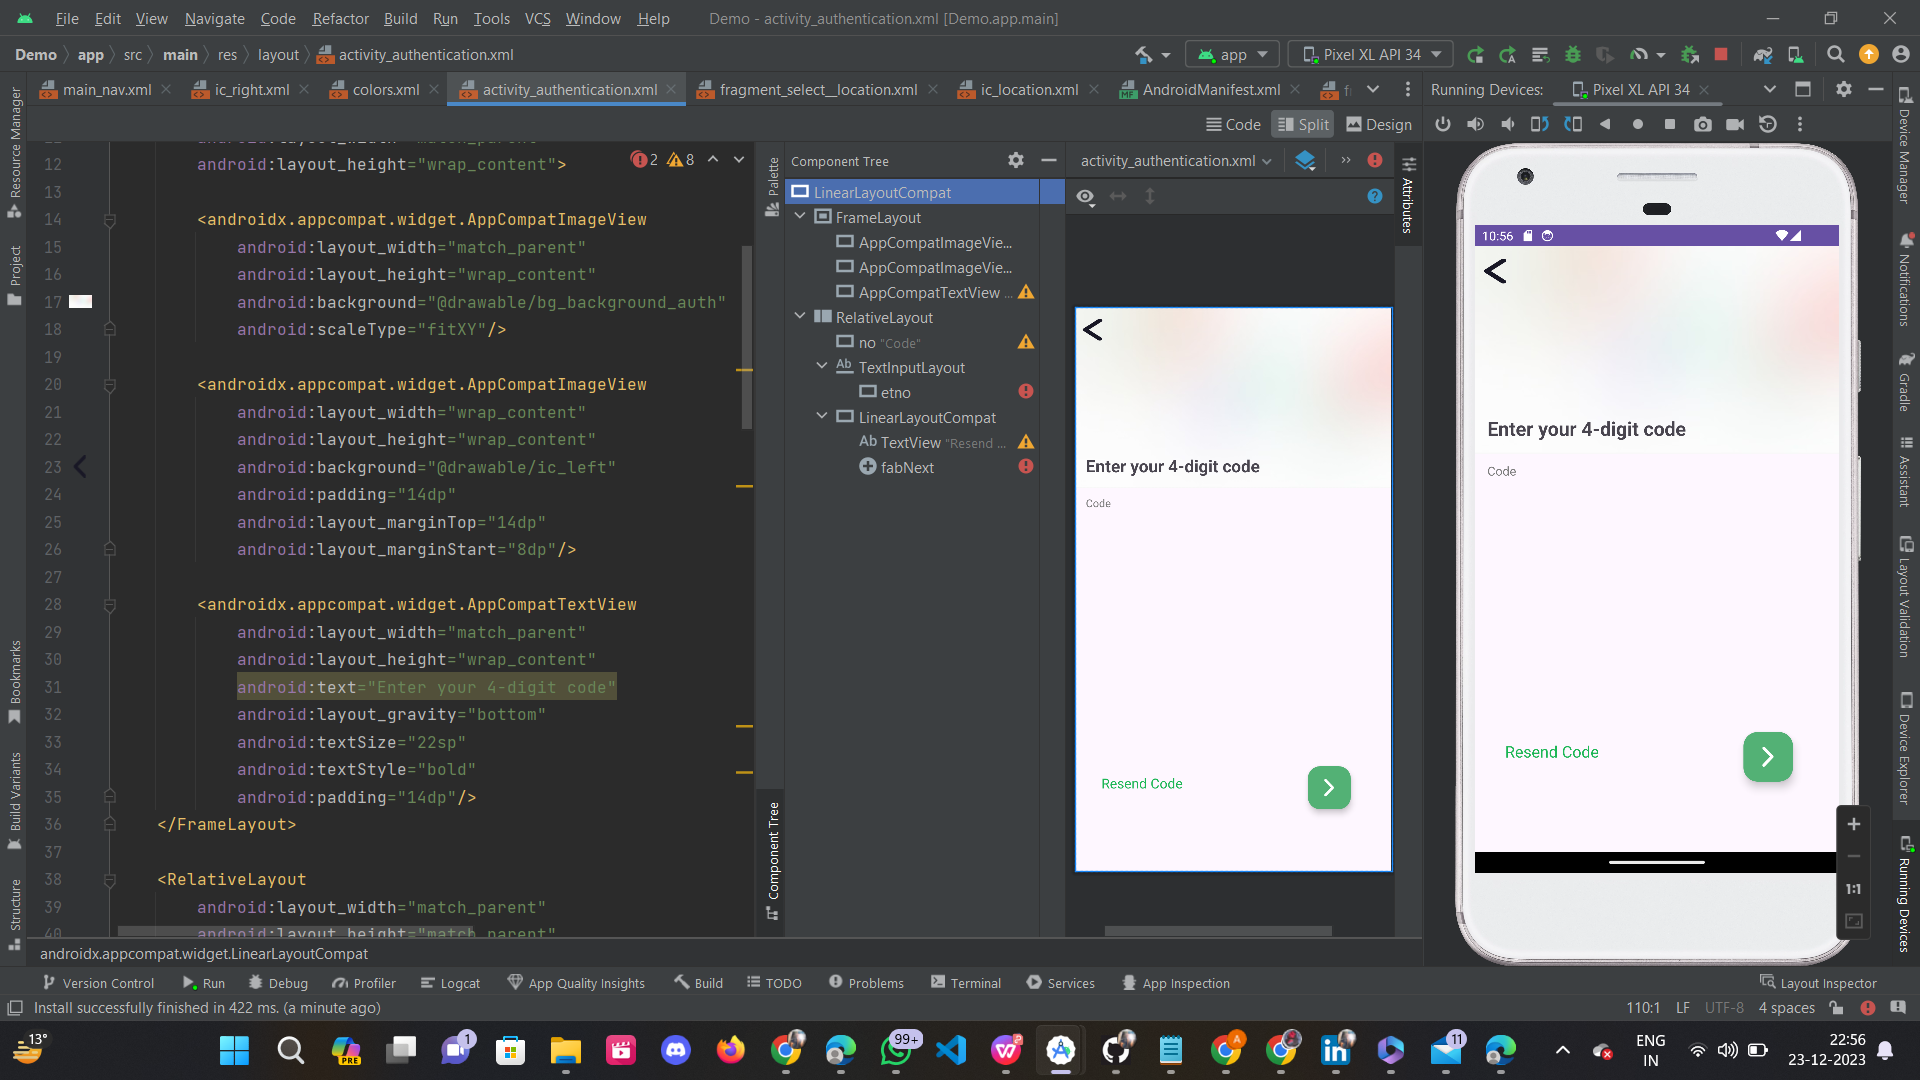 File Edit View Navigate Code Refactor Build Run Tools VCS Window Help Demo - activity_authentication.xml [Demo.app.main]
Demo app src main res layout activity_authentication.xml app Pixel XL API 34
main_nav.xml ic_right.xml colors.xml activity_authentication.xml fragment_select__location.xml ic_location.xml AndroidManifest.xml
Running Devices: Pixel XL API 34
Code Split Design
Resource Manager
Project
Bookmarks
Build Variants
Structure
2 8
12 android:layout_height="wrap_content">
13
14 <androidx.appcompat.widget.AppCompatImageView
15 android:layout_width="match_parent"
16 android:layout_height="wrap_content"
17 android:background="@drawable/bg_background_auth"
18 android:scaleType="fitXY"/>
19
20 <androidx.appcompat.widget.AppCompatImageView
21 android:layout_width="wrap_content"
22 android:layout_height="wrap_content"
23 android:background="@drawable/ic_left"
24 android:padding="14dp"
25 android:layout_marginTop="14dp"
26 android:layout_marginStart="8dp"/>
27
28 <androidx.appcompat.widget.AppCompatTextView
29 android:layout_width="match_parent"
30 android:layout_height="wrap_content"
31 android:text="Enter your 4-digit code"
32 android:layout_gravity="bottom"
33 android:textSize="22sp"
34 android:textStyle="bold"
35 android:padding="14dp"/>
36 </FrameLayout>
37
38 <RelativeLayout
39 android:layout_width="match_parent"
40 android:layout_height="match_parent"
androidx.appcompat.widget.LinearLayoutCompat
Palette
Component Tree
Component Tree
LinearLayoutCompat
FrameLayout
AppCompatImageVie...
AppCompatImageVie...
AppCompatTextView ...
RelativeLayout
no "Code"
TextInputLayout
etno
LinearLayoutCompat
Ab TextView "Resend ...
fabNext
activity_authentication.xml
Attributes
Enter your 4-digit code
Code
Resend Code
10:56
Enter your 4-digit code
Code
Resend Code
1:1
Device Manager
Notifications
Gradle
Assistant
Layout Validation
Device Explorer
Running Devices
Version Control Run Debug Profiler Logcat App Quality Insights Build TODO Problems Terminal Services App Inspection Layout Inspector
Install successfully finished in 422 ms. (a minute ago) 110:1 LF UTF-8 4 spaces
13° PRE 1 99+ 11
ENG
IN
22:56
23-12-2023